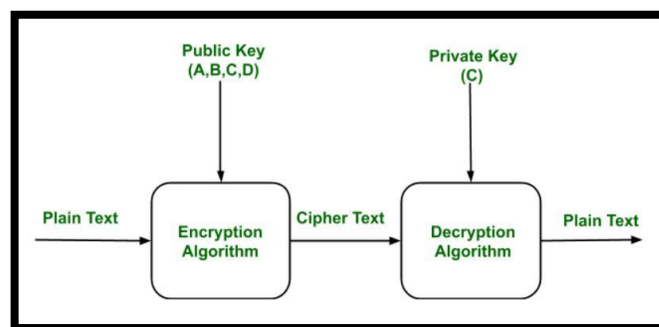 Public Key
(A,B,C,D)
Private Key
(C)
Plain Text
Encryption
Algorithm
Cipher Text
Decryption
Algorithm
Plain Text